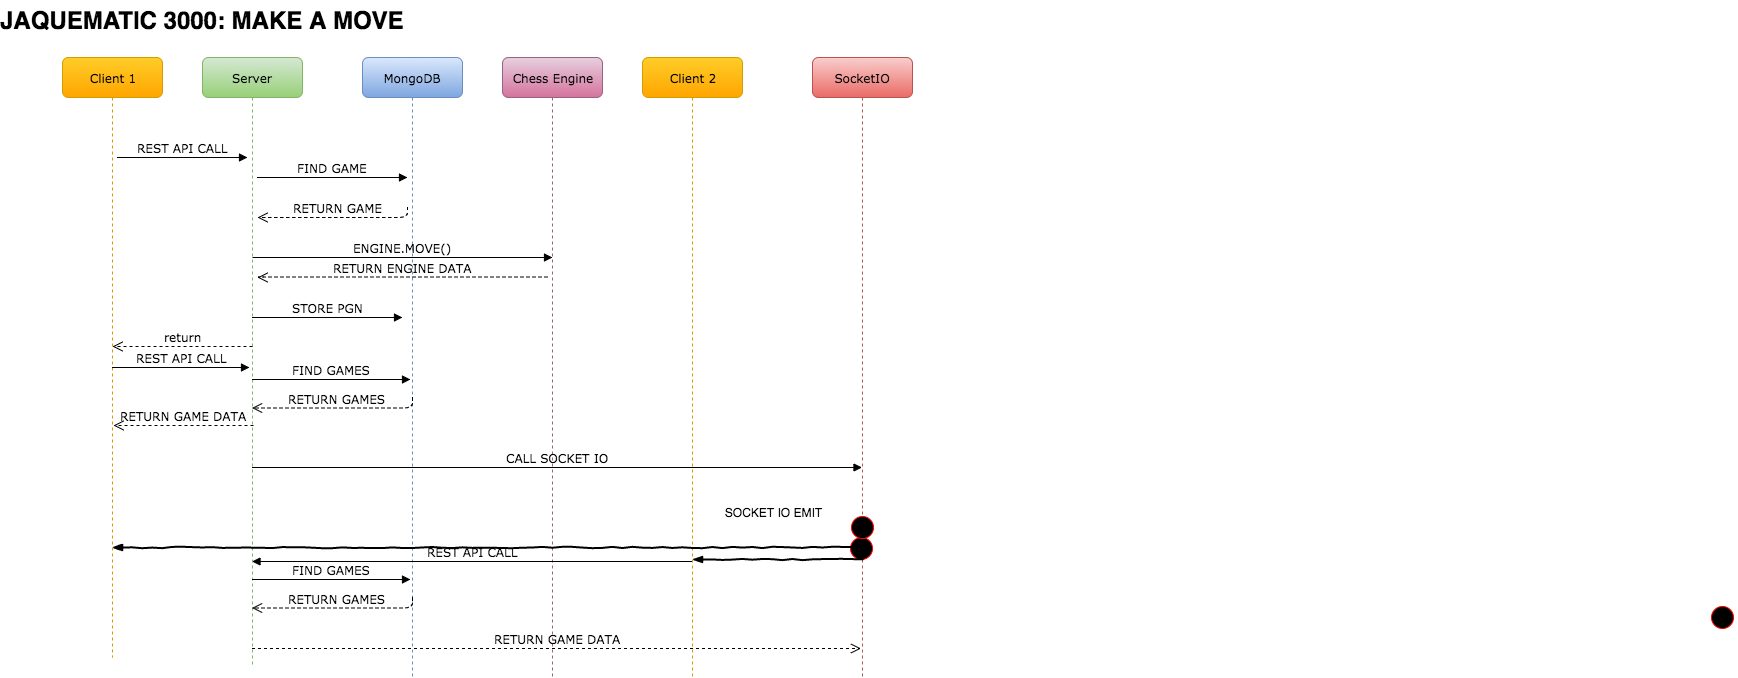 JAQUEMATIC 3000: MAKE A MOVE
Client 1
Server
MongoDB
Chess Engine
Client 2
SocketIO
REST API CALL
FIND GAME
RETURN GAME
ENGINE.MOVE()
RETURN ENGINE DATA
STORE PGN
return
REST API CALL
FIND GAMES
RETURN GAMES
RETURN GAME DATA
CALL SOCKET IO
SOCKET IO EMIT
REST API CALL
FIND GAMES
RETURN GAMES
RETURN GAME DATA